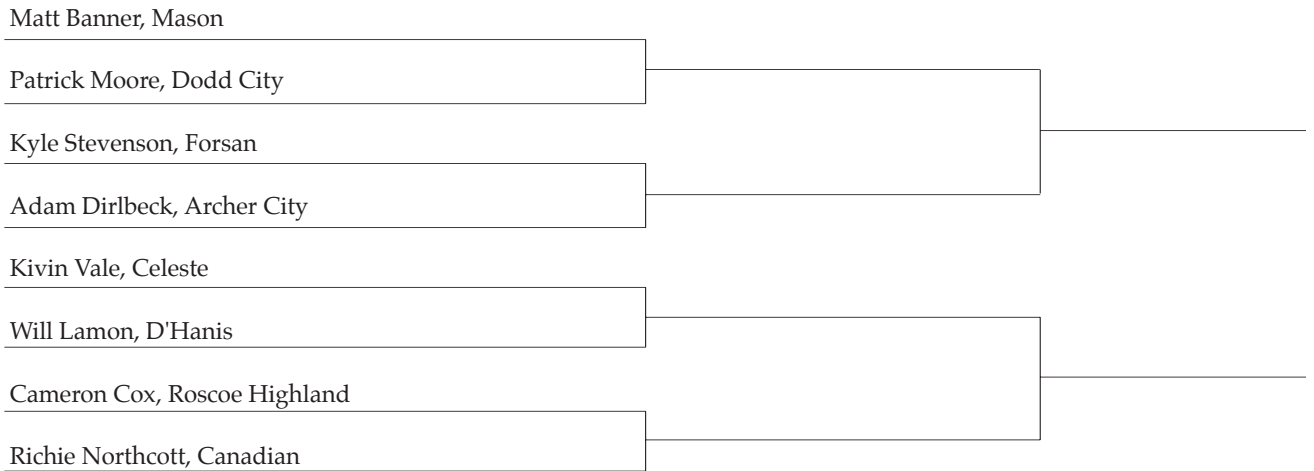 Matt Banner, Mason
Patrick Moore, Dodd City
Kyle Stevenson, Forsan
Adam Dirlbeck, Archer City
Kivin Vale, Celeste
Will Lamon, D'Hanis
Cameron Cox, Roscoe Highland
Richie Northcott, Canadian